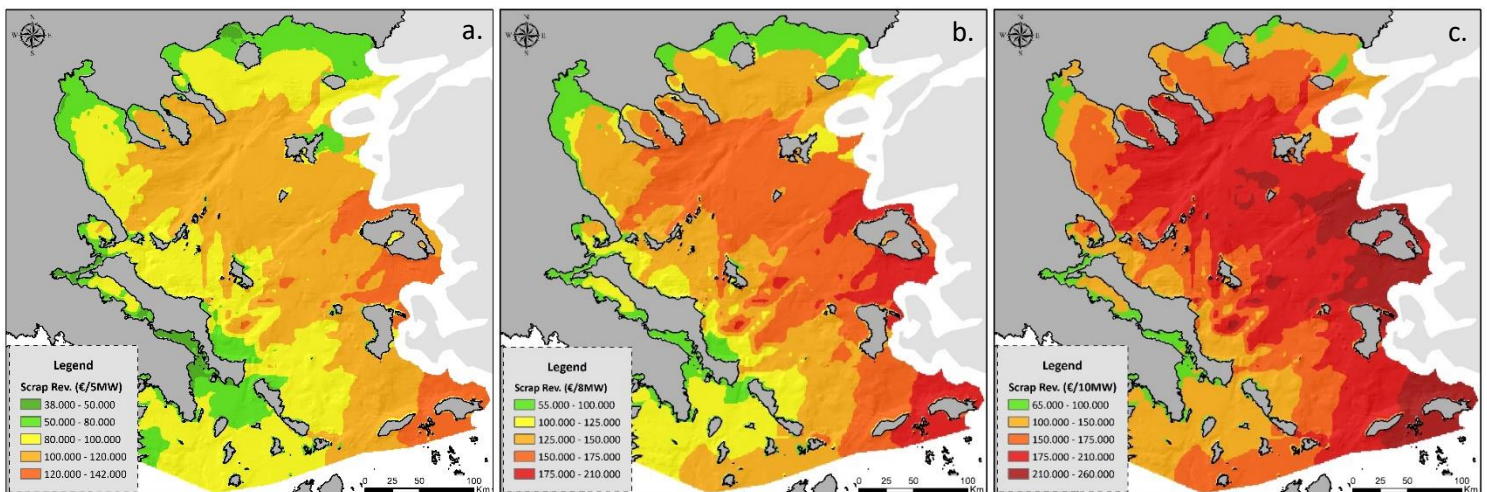 a.
N
W E
S
Legend
Scrap Rev. (€/5MW)
38.000 - 50.000
50.000 - 80.000
80.000 - 100.000
100.000 - 120.000
120.000 - 142.000
0 25 50 100
Km
b.
N
W E
S
Legend
Scrap Rev. (€/8MW)
55.000 - 100.000
100.000 - 125.000
125.000 - 150.000
150.000 - 175.000
175.000 - 210.000
0 25 50 100
Km
c.
N
W E
S
Legend
Scrap Rev. (€/10MW)
65.000 - 100.000
100.000 - 150.000
150.000 - 175.000
175.000 - 210.000
210.000 - 260.000
0 25 50 100
Km